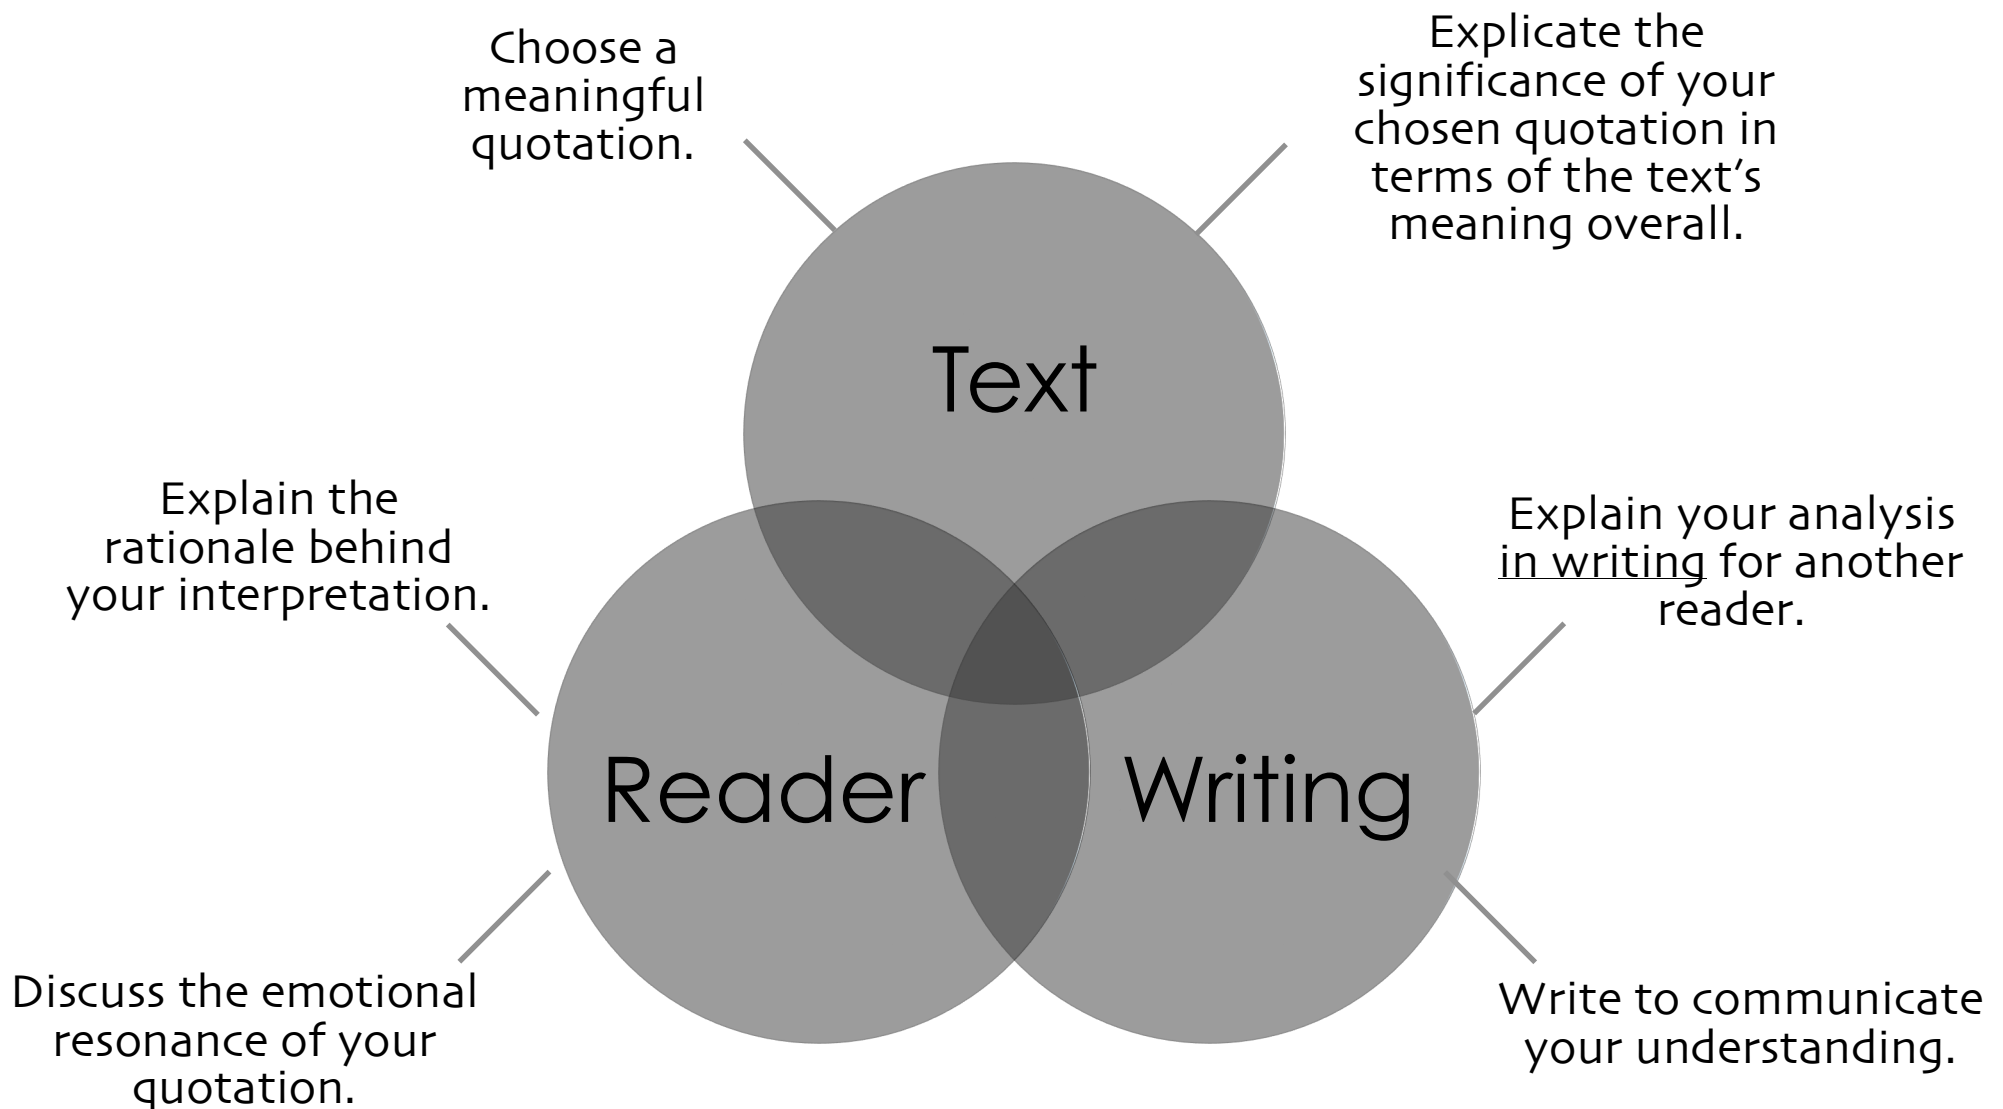 Choose a
meaningful
quotation.
Explicate the
significance of your
chosen quotation in
terms of the text's
meaning overall.
Text
Explain the
rationale behind
your interpretation.
Explain your analysis
in writing for another
reader.
Reader
Writing
Discuss the emotional
resonance of your
quotation.
Write to communicate
your understanding.